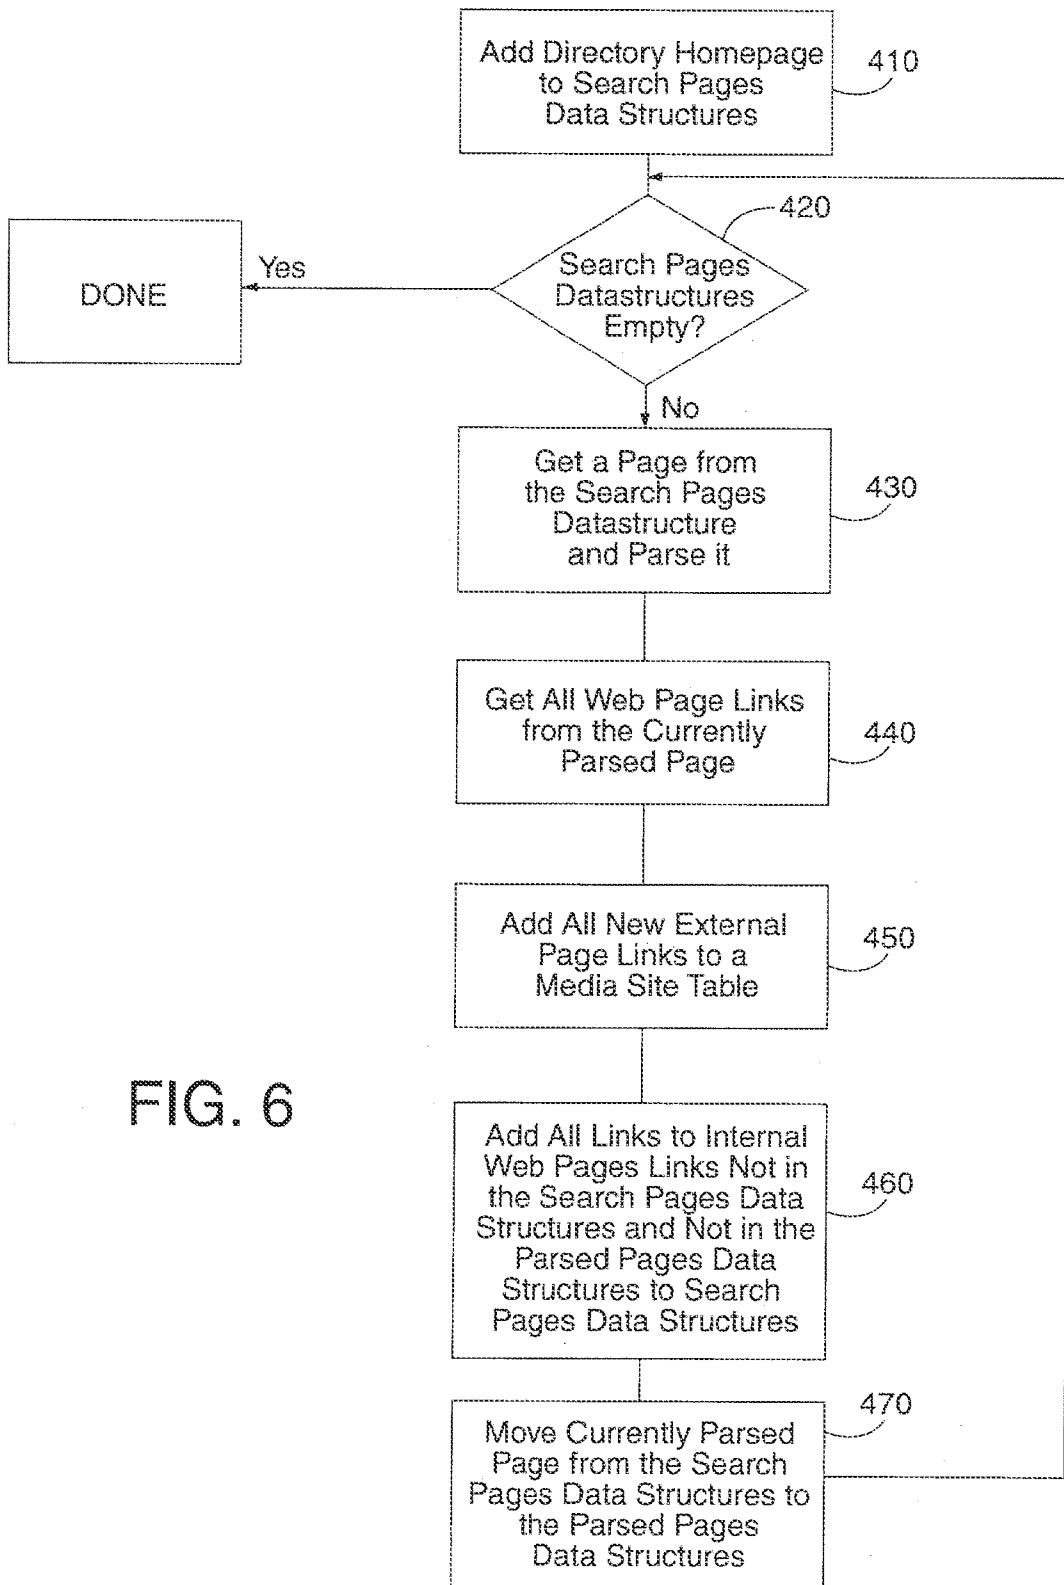 Add Directory Homepage
to Search Pages
Data Structures
410
420
Search Pages
Datastructures
Empty?
Yes
DONE
No
Get a Page from
the Search Pages
Datastructure
and Parse it
430
Get All Web Page Links
from the Currently
Parsed Page
440
Add All New External
Page Links to a
Media Site Table
450
FIG. 6
Add All Links to Internal
Web Pages Links Not in
the Search Pages Data
Structures and Not in the
Parsed Pages Data
Structures to Search
Pages Data Structures
460
Move Currently Parsed
Page from the Search
Pages Data Structures to
the Parsed Pages
Data Structures
470